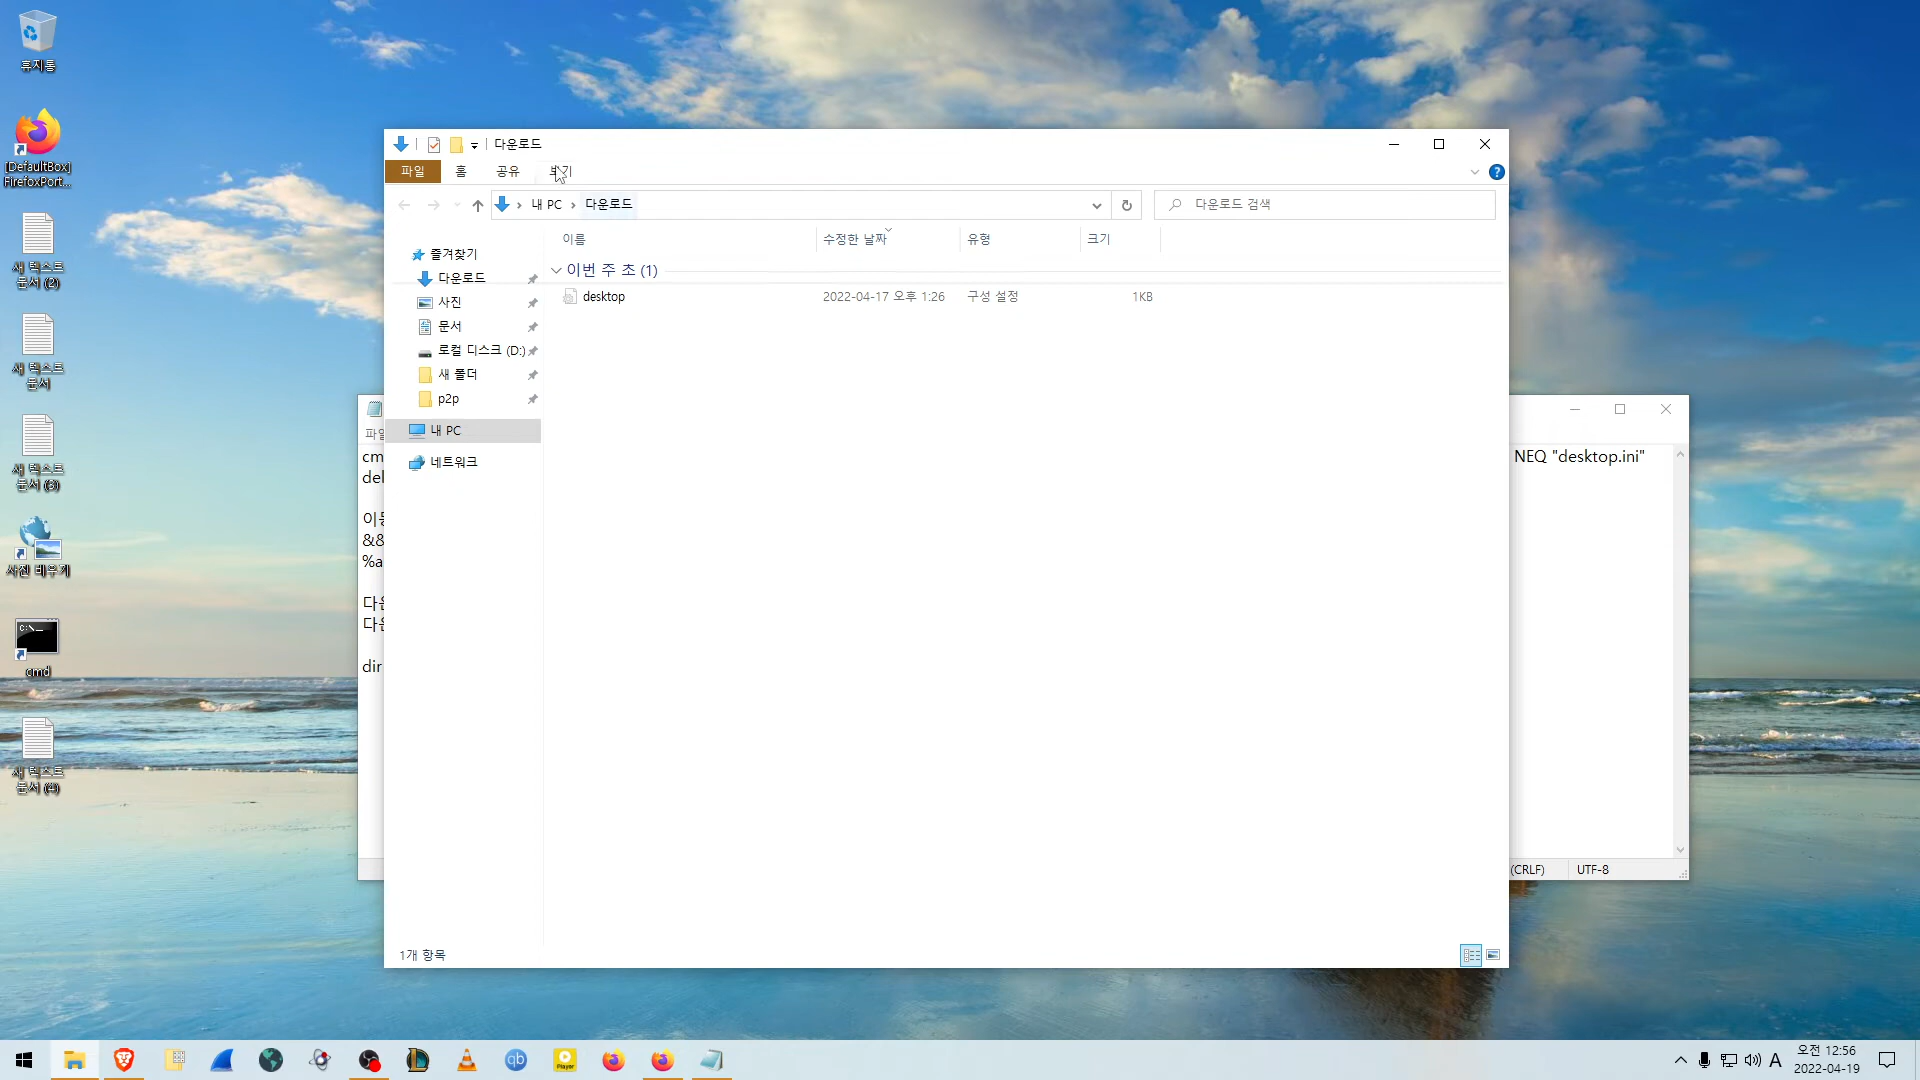 휴지통
[DefaultBox]
FirefoxPort...
새 텍스트
문서 (2)
새 텍스트
문서
새 텍스트
문서 (3)
사진 배우기
cmd
새 텍스트
문서 (4)
다운로드
파일
홈
공유
보기
내 PC
다운로드
다운로드 검색
이름
수정한 날짜
유형
크기
이번 주 초 (1)
desktop
2022-04-17 오후 1:26
구성 설정
1KB
즐겨찾기
다운로드
사진
문서
로컬 디스크 (D:)
새 폴더
p2p
내 PC
네트워크
1개 항목
파일
cm
del
NEQ "desktop.ini"
&&
%a
dir
(CRLF)
UTF-8
qb
Player
A
오전 12:56
2022-04-19